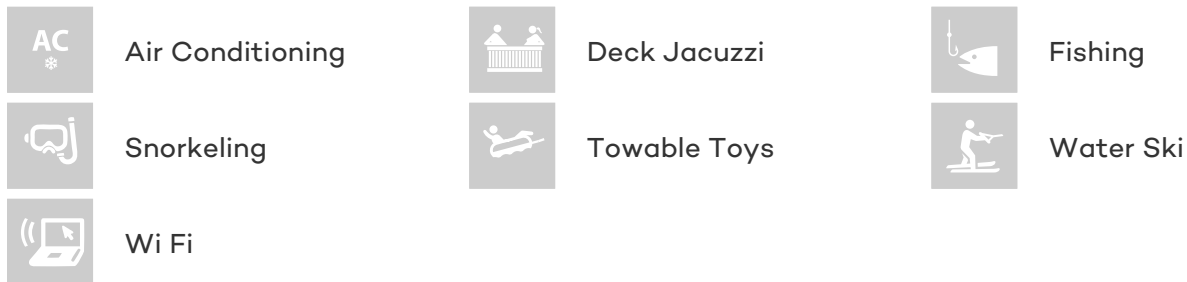 AC
Air Conditioning
Deck Jacuzzi
Fishing
Snorkeling
Towable Toys
Water Ski
Wi Fi